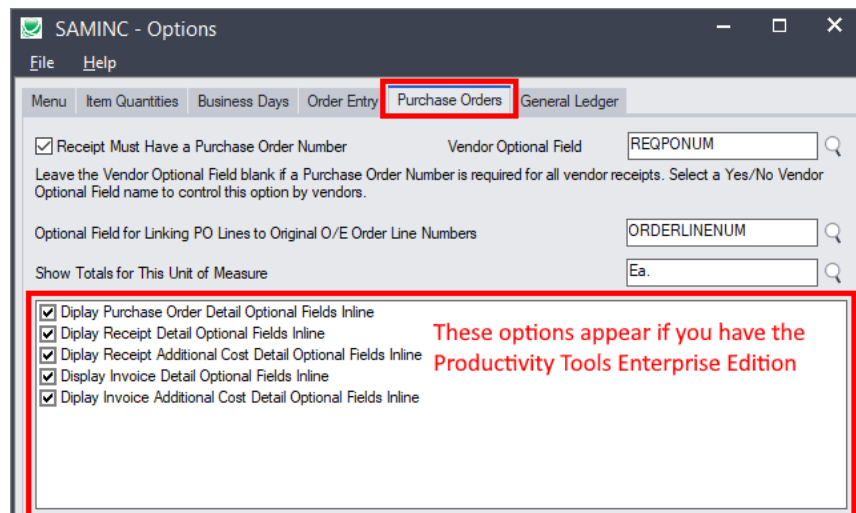 SAMINC - Options
File Help
Menu Item Quantities Business Days Order Entry Purchase Orders General Ledger
Receipt Must Have a Purchase Order Number Vendor Optional Field REQPONUM
Leave the Vendor Optional Field blank if a Purchase Order Number is required for all vendor receipts. Select a Yes/No Vendor
Optional Field name to control this option by vendors.
Optional Field for Linking PO Lines to Original O/E Order Line Numbers ORDERLINENUM
Show Totals for This Unit of Measure Ea.
Diplay Purchase Order Detail Optional Fields Inline
Diplay Receipt Detail Optional Fields Inline
Diplay Receipt Additional Cost Detail Optional Fields Inline
Display Invoice Detail Optional Fields Inline
Diplay Invoice Additional Cost Detail Optional Fields Inline
These options appear if you have the
Productivity Tools Enterprise Edition